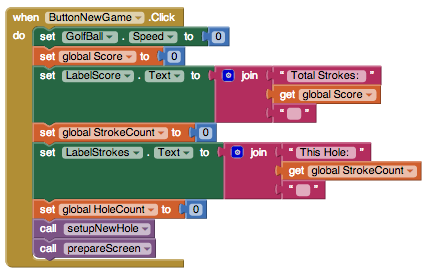 when ButtonNewGame .Click
do set GolfBall . Speed to 0
set global Score to 0
set LabelScore . Text to join " Total Strokes: "
get global Score
" "
set global StrokeCount to 0
set LabelStrokes . Text to join " This Hole: "
get global StrokeCount
" "
set global HoleCount to 0
call setupNewHole
call prepareScreen